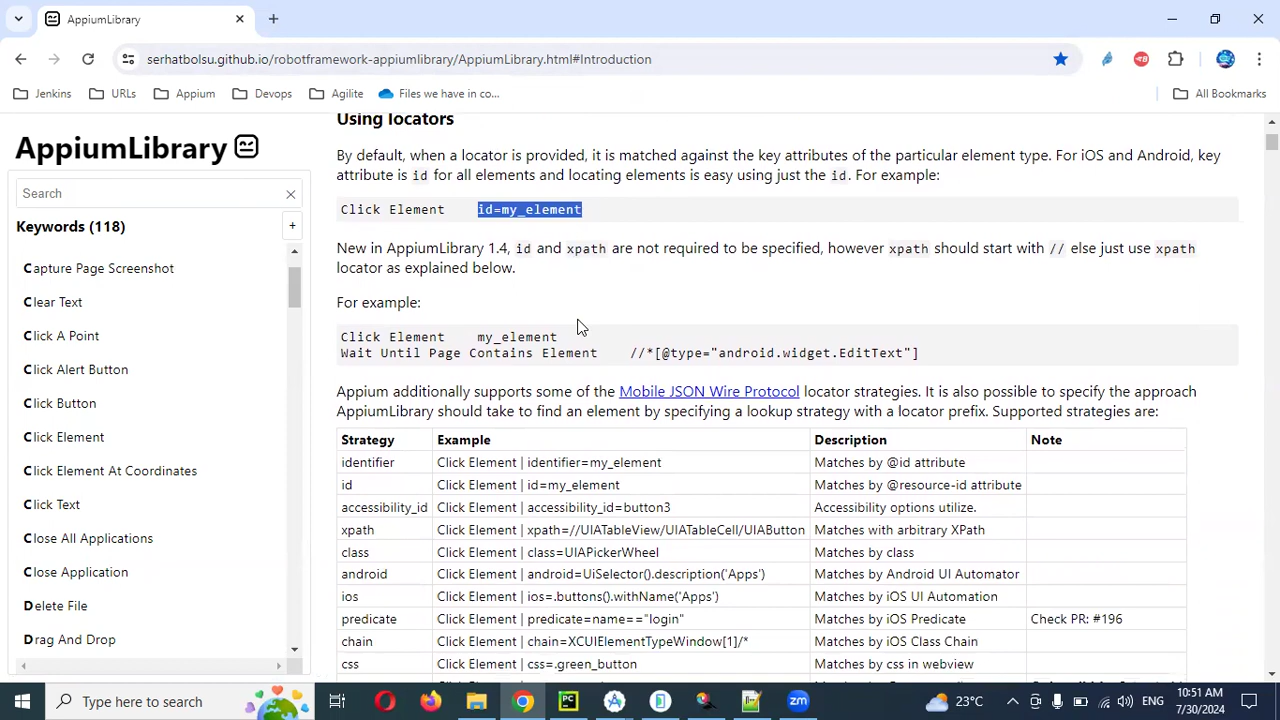 AppiumLibrary
serhatbolsu.github.io/robotframework-appiumlibrary/AppiumLibrary.html#Introduction
Jenkins
URLs
Appium
Devops
Agilite
Files we have in co...
All Bookmarks
AppiumLibrary
Search
Keywords (118)
+
Capture Page Screenshot
Clear Text
Click A Point
Click Alert Button
Click Button
Click Element
Click Element At Coordinates
Click Text
Close All Applications
Close Application
Delete File
Drag And Drop
Using locators
By default, when a locator is provided, it is matched against the key attributes of the particular element type. For iOS and Android, key
attribute is id for all elements and locating elements is easy using just the id. For example:
Click Element    id=my_element
New in AppiumLibrary 1.4, id and xpath are not required to be specified, however xpath should start with // else just use xpath
locator as explained below.
For example:
Click Element    my_element
Wait Until Page Contains Element    //*[@type="android.widget.EditText"]
Appium additionally supports some of the Mobile JSON Wire Protocol locator strategies. It is also possible to specify the approach
AppiumLibrary should take to find an element by specifying a lookup strategy with a locator prefix. Supported strategies are:
Strategy Example Description Note
identifier Click Element | identifier=my_element Matches by @id attribute
id Click Element | id=my_element Matches by @resource-id attribute
accessibility_id Click Element | accessibility_id=button3 Accessibility options utilize.
xpath Click Element | xpath=//UIATableView/UIATableCell/UIAButton Matches with arbitrary XPath
class Click Element | class=UIAPickerWheel Matches by class
android Click Element | android=UiSelector().description('Apps') Matches by Android UI Automator
ios Click Element | ios=.buttons().withName('Apps') Matches by iOS UI Automation
predicate Click Element | predicate=name=="login" Matches by iOS Predicate Check PR: #196
chain Click Element | chain=XCUIElementTypeWindow[1]/* Matches by iOS Class Chain
css Click Element | css=.green_button Matches by css in webview
Type here to search
PC
zm
23°C
ENG
10:51 AM
7/30/2024